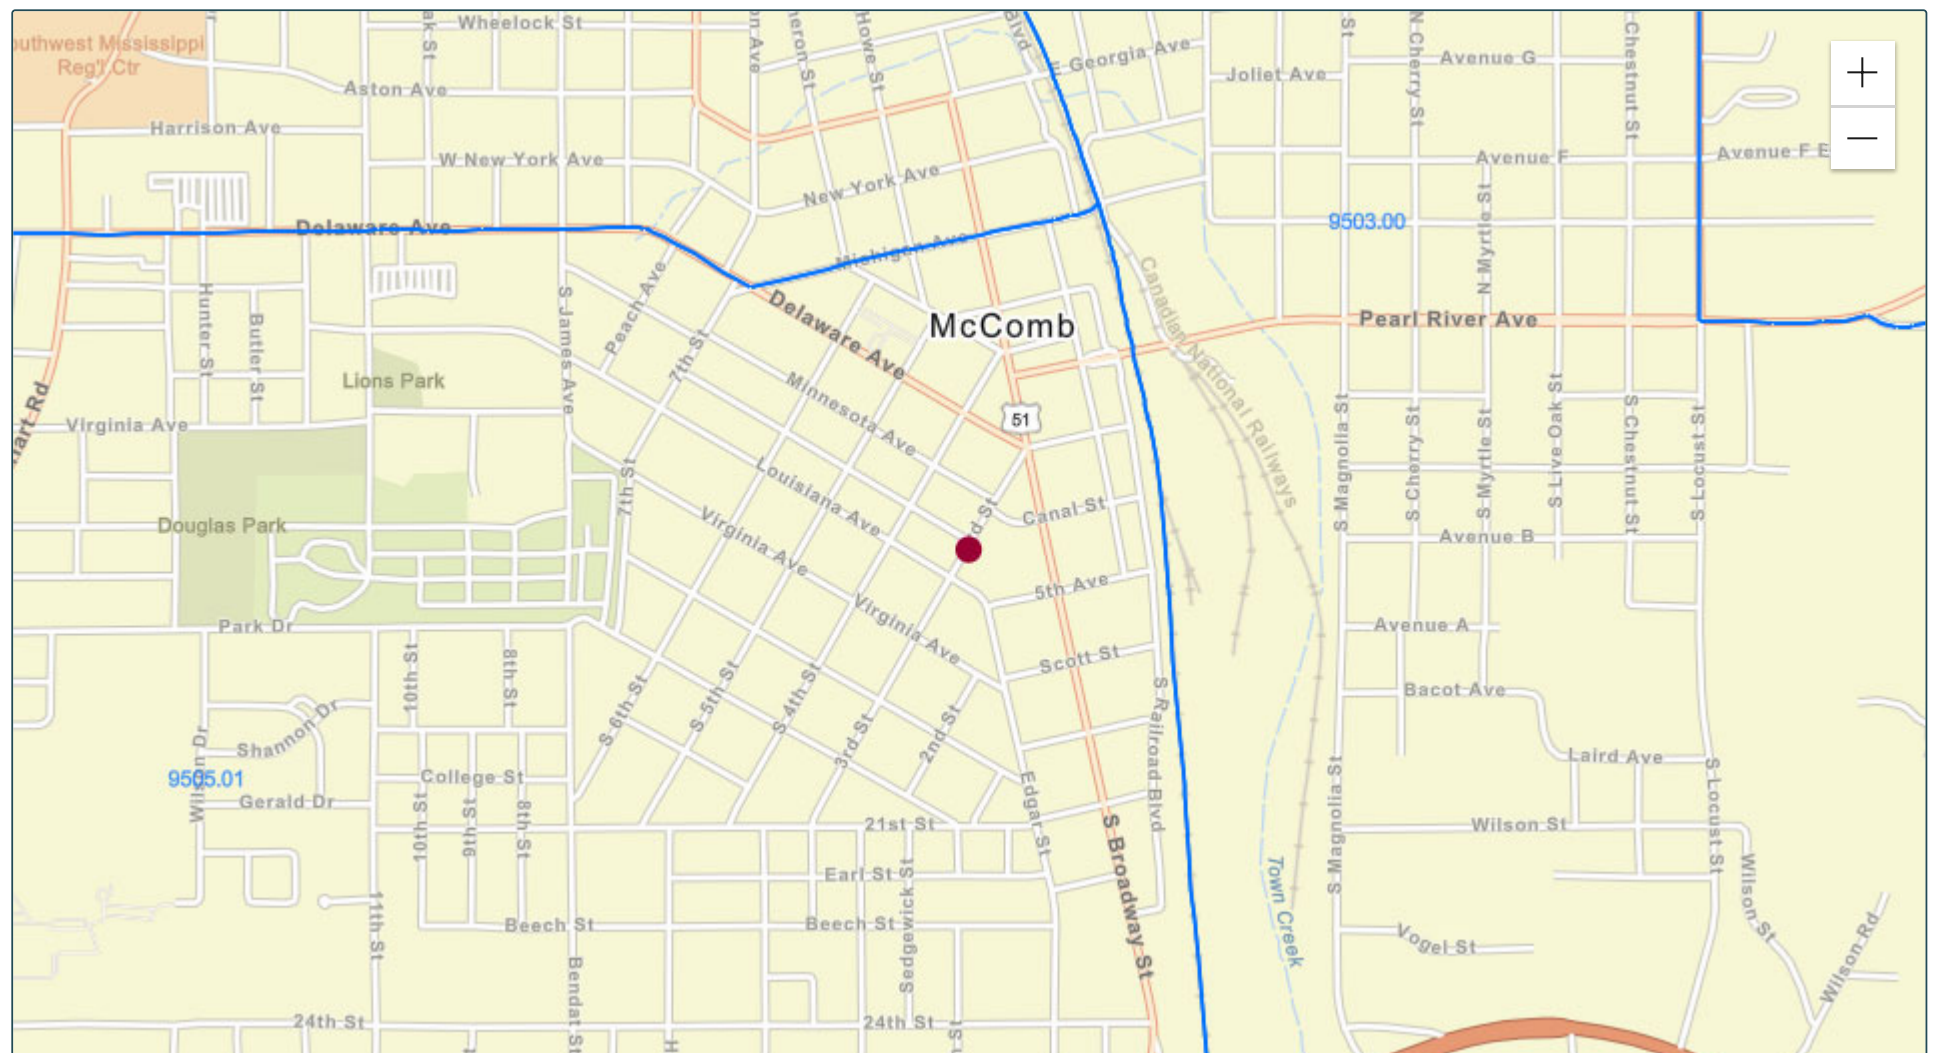 Wheelock St
Southwest Mississippi
Reg'l Ctr
Aston Ave
Harrison Ave
W New York Ave
New York Ave
Howe St
Blvd
E Georgia Ave
Joliet Ave
St
N Cherry St
Avenue G
Chestnut St
+
−
Avenue F
Avenue F E
Delaware Ave
Michigan Ave
9503.00
N Myrtle St
Canadian National Railways
Hunter St
Butler St
S James Ave
Peach Ave
7th St
Delaware Ave
McComb
Pearl River Ave
Lions Park
Minnesota Ave
51
Virginia Ave
Louisiana Ave
7th St
Virginia Ave
Canal St
S Magnolia St
S Cherry St
S Myrtle St
S Live Oak St
S Chestnut St
S Locust St
Douglas Park
Avenue B
5th Ave
Virginia Ave
Park Dr
Avenue A
Scott St
10th St
8th St
S 6th St
S 5th St
S 4th St
3rd St
2nd St
S Railroad Blvd
Bacot Ave
Shannon Dr
Wilson Dr
9505.01
College St
Gerald Dr
Laird Ave
10th St
9th St
8th St
21st St
Edgar St
S Broadway St
S Magnolia St
Wilson St
S Locust St
Earl St
Sedgewick St
Town Creek
Wilson St
11th St
Beech St
Beech St
Vogel St
Wilson Rd
Bendat St
24th St
24th St